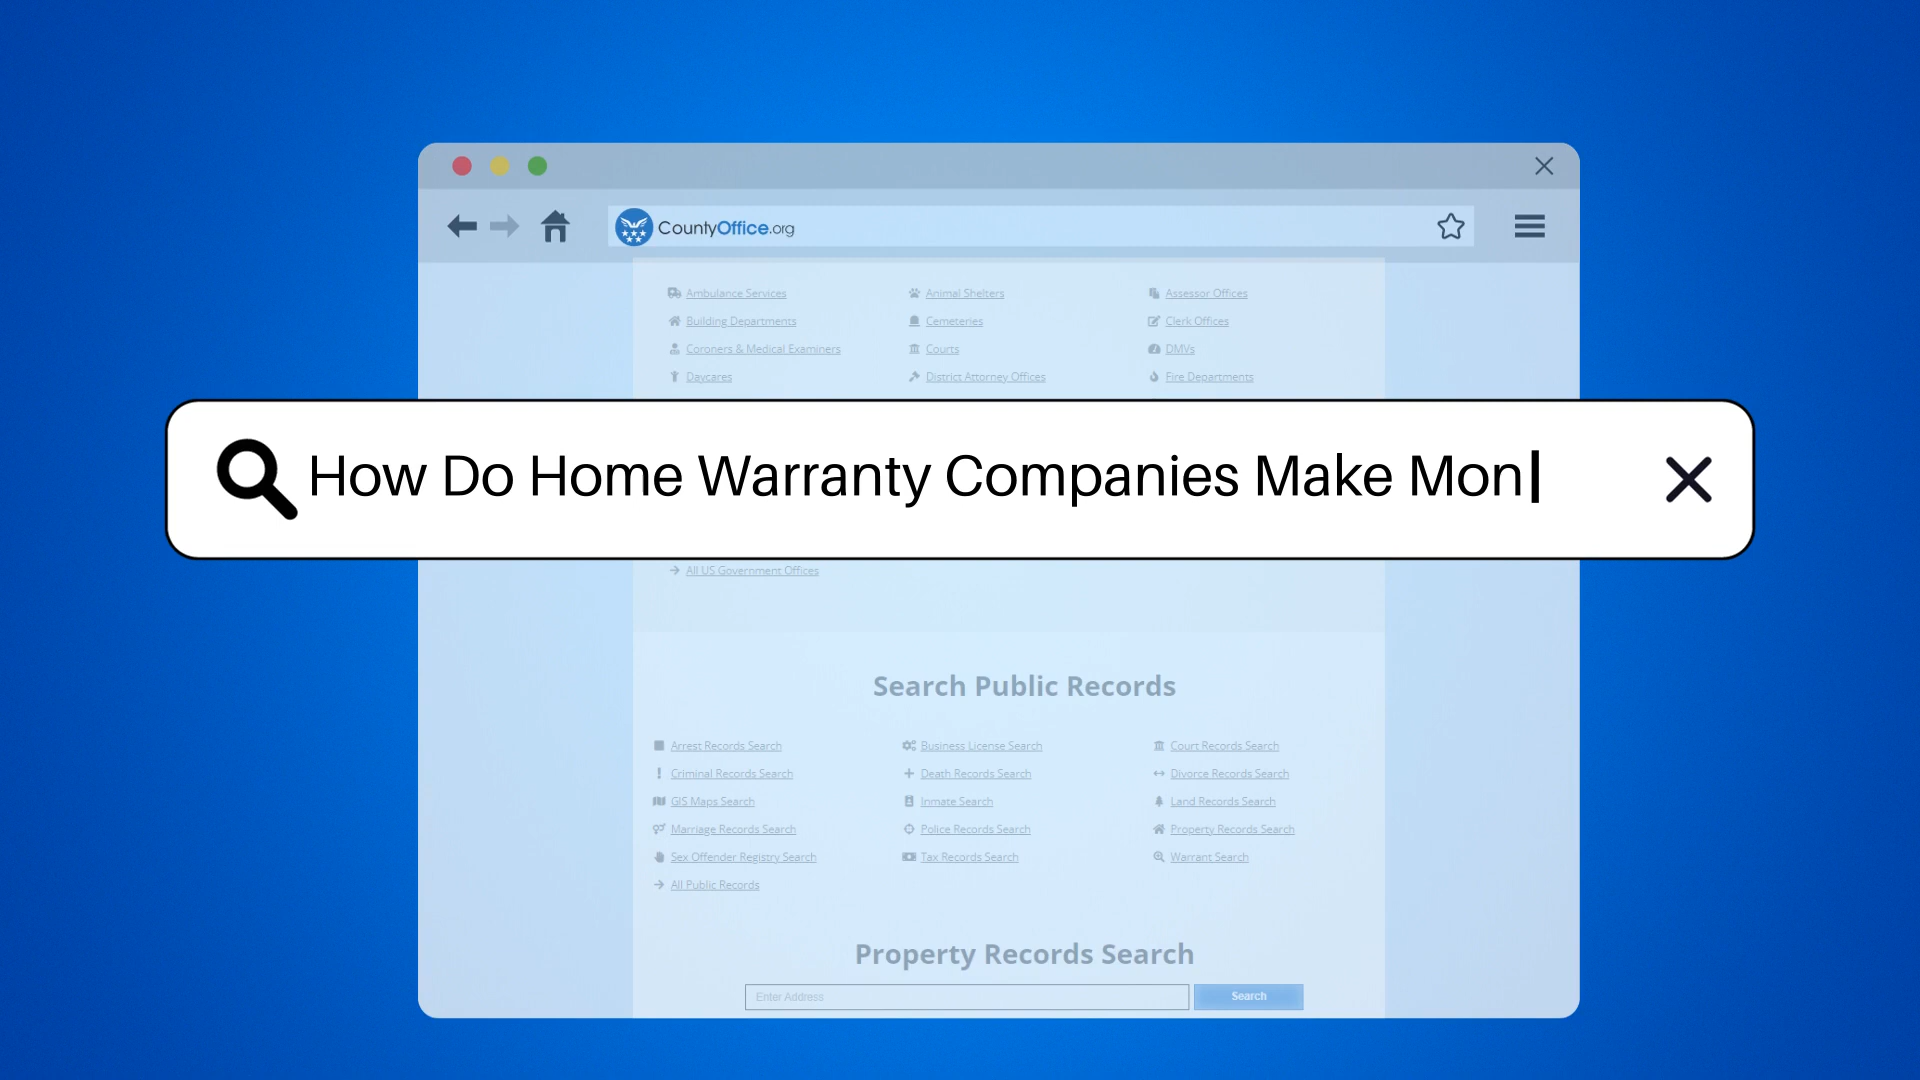 CountyOffice.org
Ambulance Services Animal Shelters Assessor Offices
Building Departments Cemeteries Clerk Offices
Coroners & Medical Examiners Courts DMVs
Daycares District Attorney Offices Fire Departments
How Do Home Warranty Companies Make Mon
All US Government Offices
Search Public Records
Arrest Records Search Business License Search Court Records Search
Criminal Records Search Death Records Search Divorce Records Search
GIS Maps Search Inmate Search Land Records Search
Marriage Records Search Police Records Search Property Records Search
Sex Offender Registry Search Tax Records Search Warrant Search
All Public Records
Property Records Search
Enter Address Search